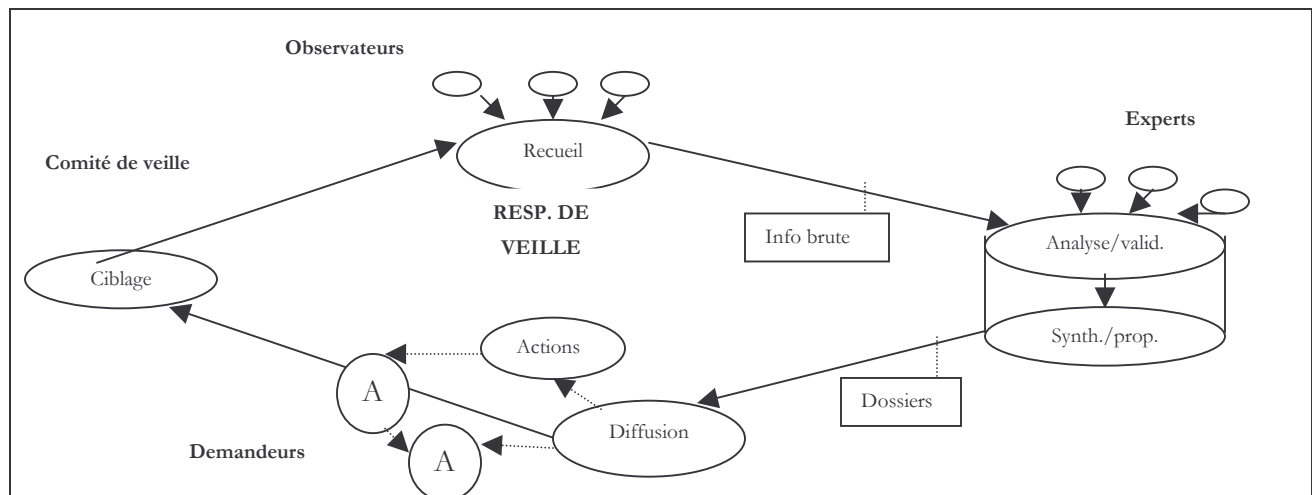 Observateurs
Experts
Recueil
Comité de veille
RESP. DE
VEILLE
Info brute
Analyse/valid.
Ciblage
Synth./prop.
Actions
A
Dossiers
Diffusion
Demandeurs
A